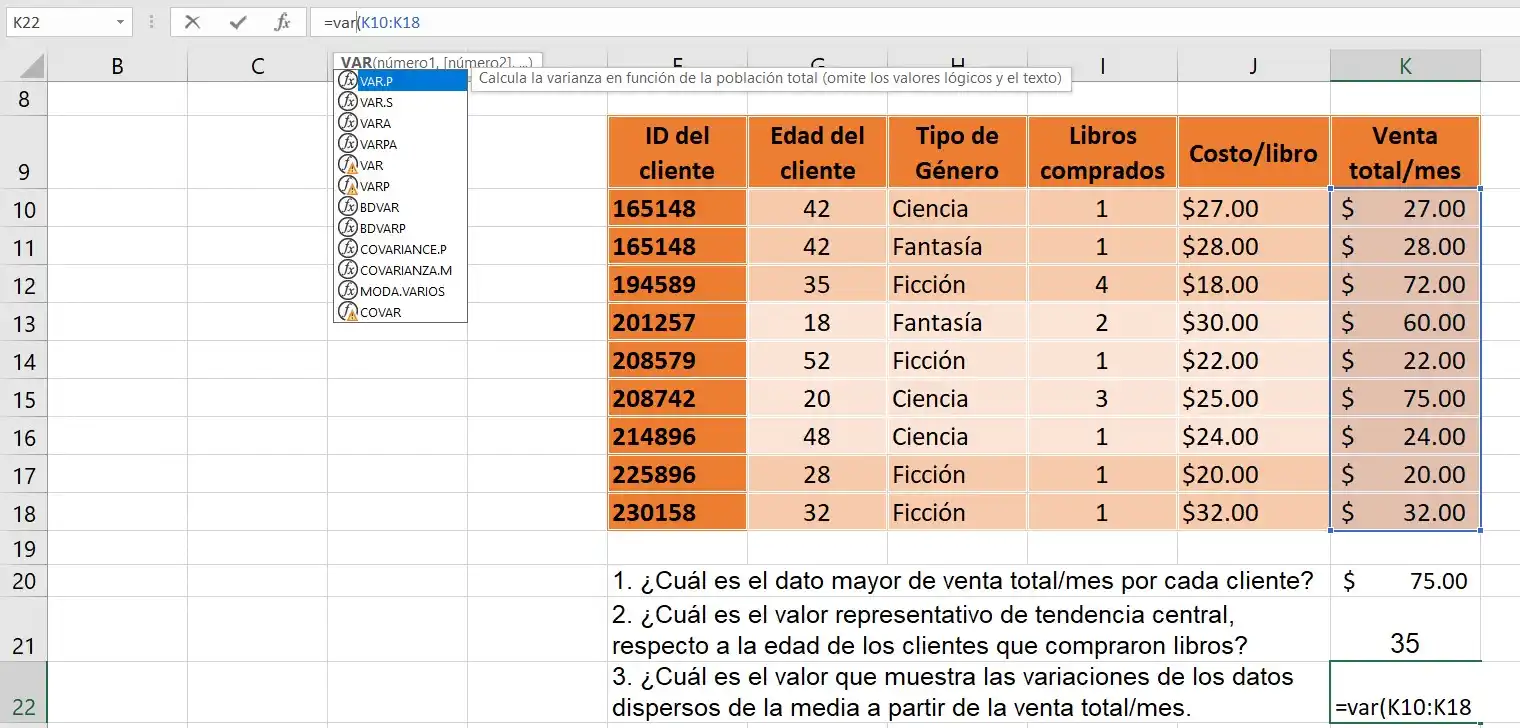 K22 fx =var(K10:K18
B C F G H I J K
VAR(número1, [número2], ...)
VAR.P Calcula la varianza en función de la población total (omite los valores lógicos y el texto)
VAR.S
VARA
VARPA
VAR
VARP
BDVAR
BDVARP
COVARIANCE.P
COVARIANZA.M
MODA.VARIOS
COVAR
8
9 ID del cliente Edad del cliente Tipo de Género Libros comprados Costo/libro Venta total/mes
10 165148 42 Ciencia 1 $27.00 $ 27.00
11 165148 42 Fantasía 1 $28.00 $ 28.00
12 194589 35 Ficción 4 $18.00 $ 72.00
13 201257 18 Fantasía 2 $30.00 $ 60.00
14 208579 52 Ficción 1 $22.00 $ 22.00
15 208742 20 Ciencia 3 $25.00 $ 75.00
16 214896 48 Ciencia 1 $24.00 $ 24.00
17 225896 28 Ficción 1 $20.00 $ 20.00
18 230158 32 Ficción 1 $32.00 $ 32.00
19
20 1. ¿Cuál es el dato mayor de venta total/mes por cada cliente? $ 75.00
2. ¿Cuál es el valor representativo de tendencia central,
21 respecto a la edad de los clientes que compraron libros? 35
3. ¿Cuál es el valor que muestra las variaciones de los datos
22 dispersos de la media a partir de la venta total/mes. =var(K10:K18